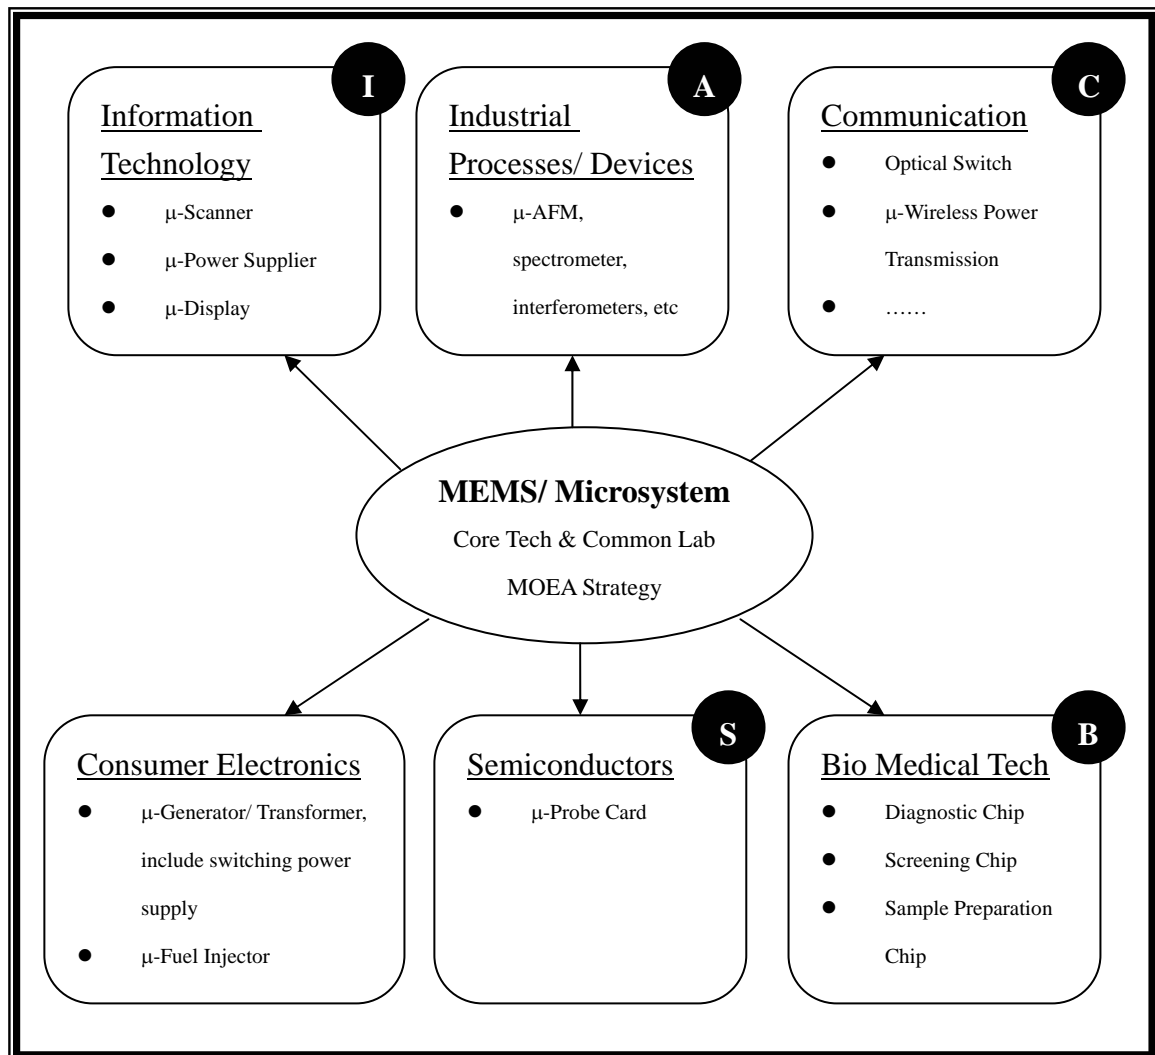 I
Information
Technology
● μ-Scanner
● μ-Power Supplier
● μ-Display
A
Industrial
Processes/ Devices
● μ-AFM,
spectrometer,
interferometers, etc
C
Communication
● Optical Switch
● μ-Wireless Power
Transmission
● ……
MEMS/ Microsystem
Core Tech & Common Lab
MOEA Strategy
Consumer Electronics
● μ-Generator/ Transformer,
include switching power
supply
● μ-Fuel Injector
S
Semiconductors
● μ-Probe Card
B
Bio Medical Tech
● Diagnostic Chip
● Screening Chip
● Sample Preparation
Chip